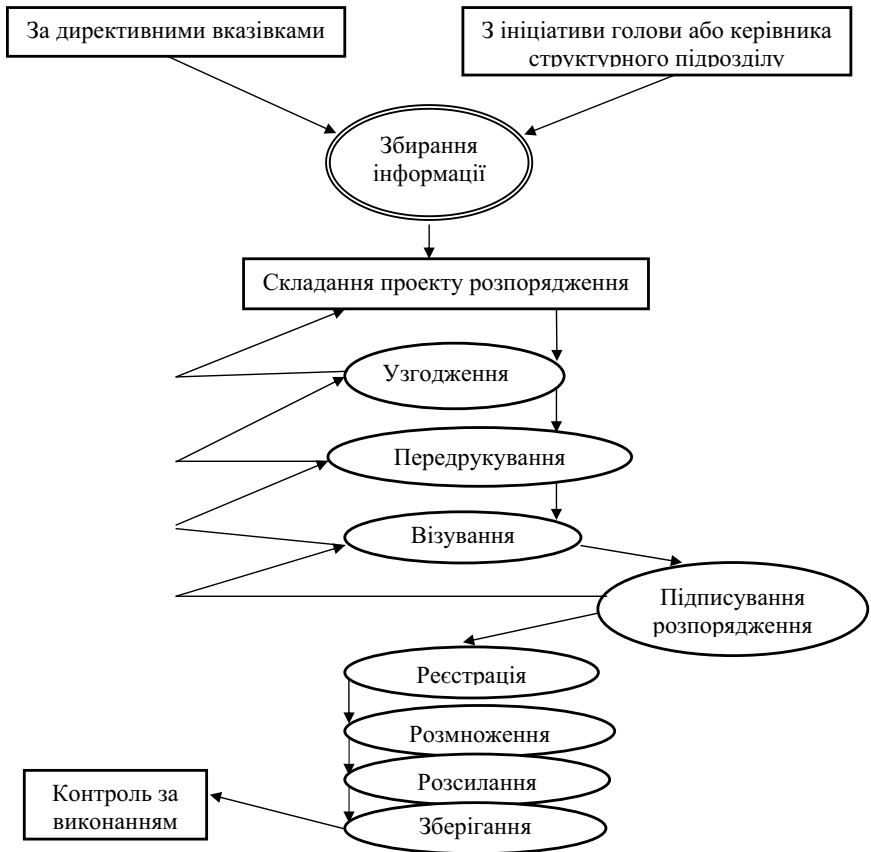 За директивними вказівками
З ініціативи голови або керівника
структурного підрозділу
Збирання
інформації
Складання проекту розпорядження
Узгодження
Передрукування
Візування
Підписування
розпорядження
Реєстрація
Розмноження
Розсилання
Зберігання
Контроль за
виконанням